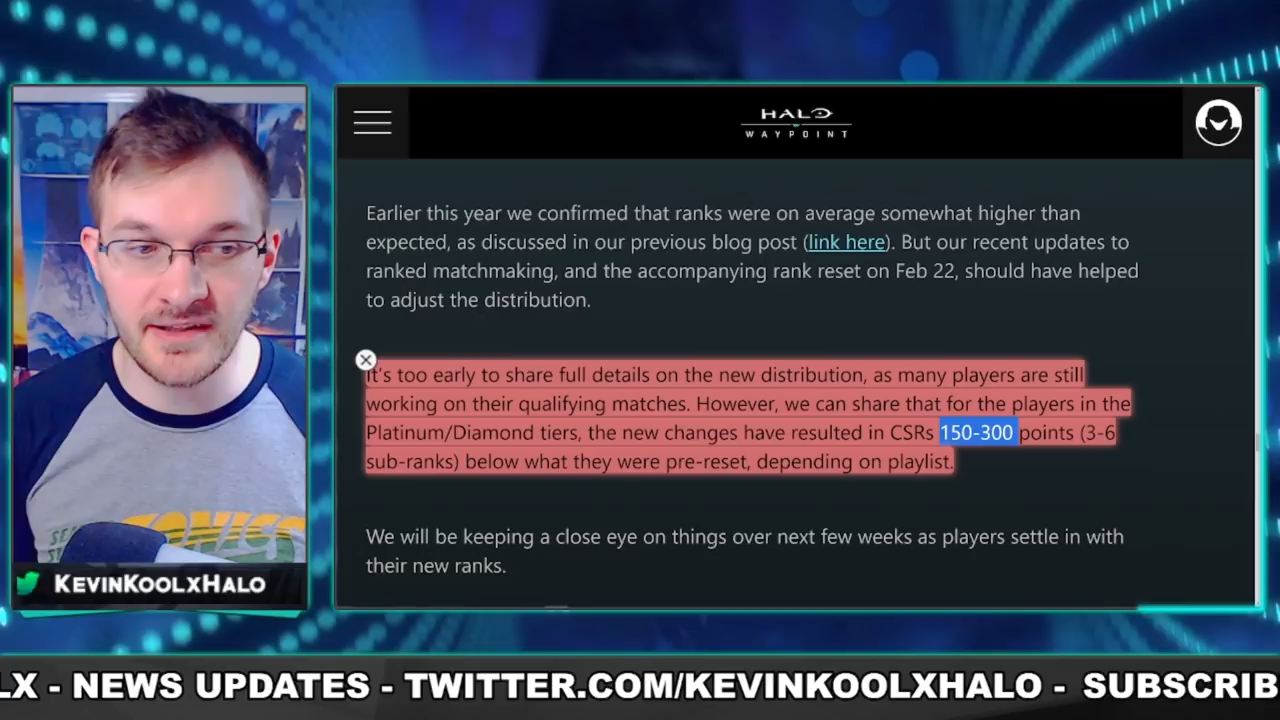 HALO
WAYPOINT
Earlier this year we confirmed that ranks were on average somewhat higher than
expected, as discussed in our previous blog post (link here). But our recent updates to
ranked matchmaking, and the accompanying rank reset on Feb 22, should have helped
to adjust the distribution.
It's too early to share full details on the new distribution, as many players are still
working on their qualifying matches. However, we can share that for the players in the
Platinum/Diamond tiers, the new changes have resulted in CSRs 150-300 points (3-6
sub-ranks) below what they were pre-reset, depending on playlist.
We will be keeping a close eye on things over next few weeks as players settle in with
their new ranks.
KEVINKOOLXHALO
LX - NEWS UPDATES - TWITTER.COM/KEVINKOOLXHALO - SUBSCRIB